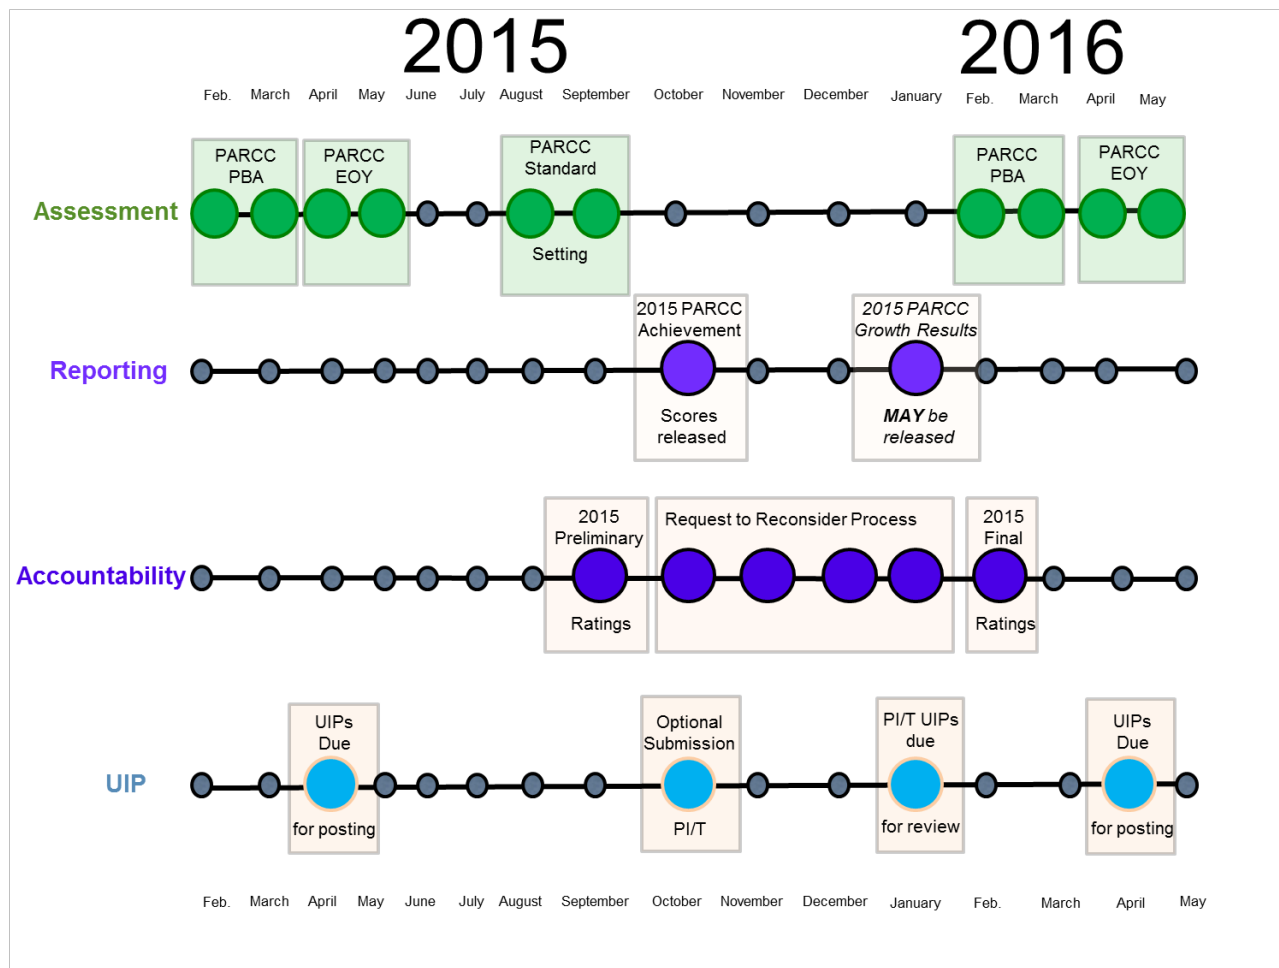 2015 2016
Feb. March April May June July August September October November December January Feb. March April May
PARCC PBA
PARCC EOY
PARCC Standard
Setting
PARCC PBA
PARCC EOY
Assessment
2015 PARCC
Achievement
Scores
released
2015 PARCC
Growth Results
MAY be
released
Reporting
2015
Preliminary
Ratings
Request to Reconsider Process
2015
Final
Ratings
Accountability
UIPs
Due
for posting
Optional
Submission
PI/T
PI/T UIPs
due
for review
UIPs
Due
for posting
UIP
Feb. March April May June July August September October November December January Feb. March April May